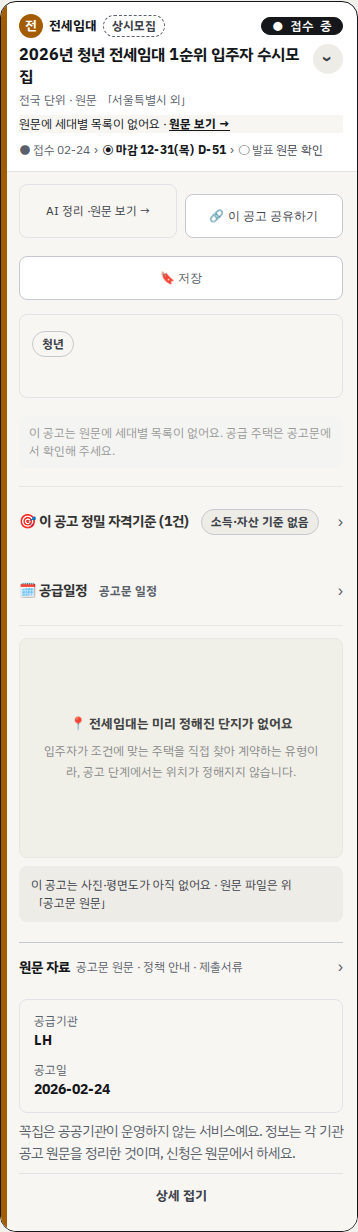 전 전세임대 상시모집 ● 접수 중
2026년 청년 전세임대 1순위 입주자 수시모
집
전국 단위 · 원문 「서울특별시 외」
원문에 세대별 목록이 없어요 · 원문 보기 →
● 접수 02-24 › ◉ 마감 12-31(목) D-51 › ○ 발표 원문 확인
AI 정리 ·원문 보기 →
🔗 이 공고 공유하기
🔖 저장
청년
이 공고는 원문에 세대별 목록이 없어요. 공급 주택은 공고문에
서 확인해 주세요.
🎯 이 공고 정밀 자격기준 (1건) 소득·자산 기준 없음 ›
🗓️ 공급일정 공고문 일정 ›
📍 전세임대는 미리 정해진 단지가 없어요
입주자가 조건에 맞는 주택을 직접 찾아 계약하는 유형이
라, 공고 단계에서는 위치가 정해지지 않습니다.
이 공고는 사진·평면도가 아직 없어요 · 원문 파일은 위
「공고문 원문」
원문 자료 공고문 원문 · 정책 안내 · 제출서류 ›
공급기관
LH
공고일
2026-02-24
꼭집은 공공기관이 운영하지 않는 서비스예요. 정보는 각 기관
공고 원문을 정리한 것이며, 신청은 원문에서 하세요.
상세 접기